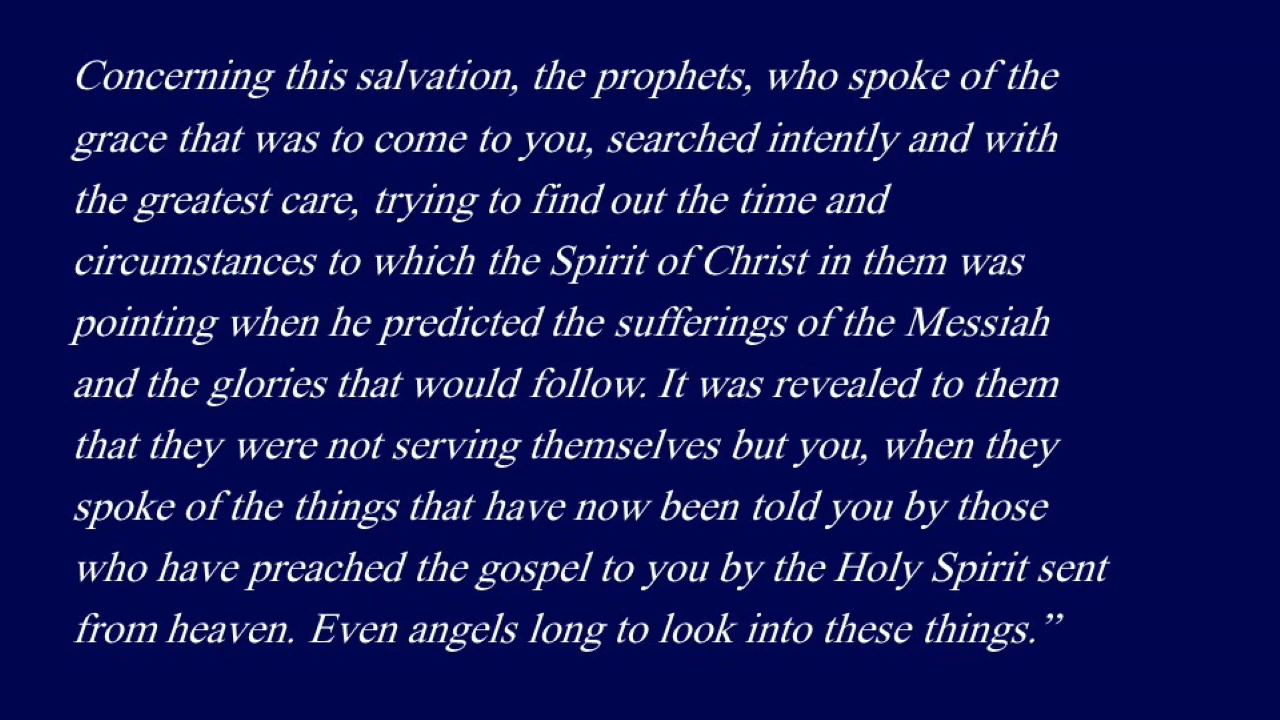 Concerning this salvation, the prophets, who spoke of the
grace that was to come to you, searched intently and with
the greatest care, trying to find out the time and
circumstances to which the Spirit of Christ in them was
pointing when he predicted the sufferings of the Messiah
and the glories that would follow. It was revealed to them
that they were not serving themselves but you, when they
spoke of the things that have now been told you by those
who have preached the gospel to you by the Holy Spirit sent
from heaven. Even angels long to look into these things.”